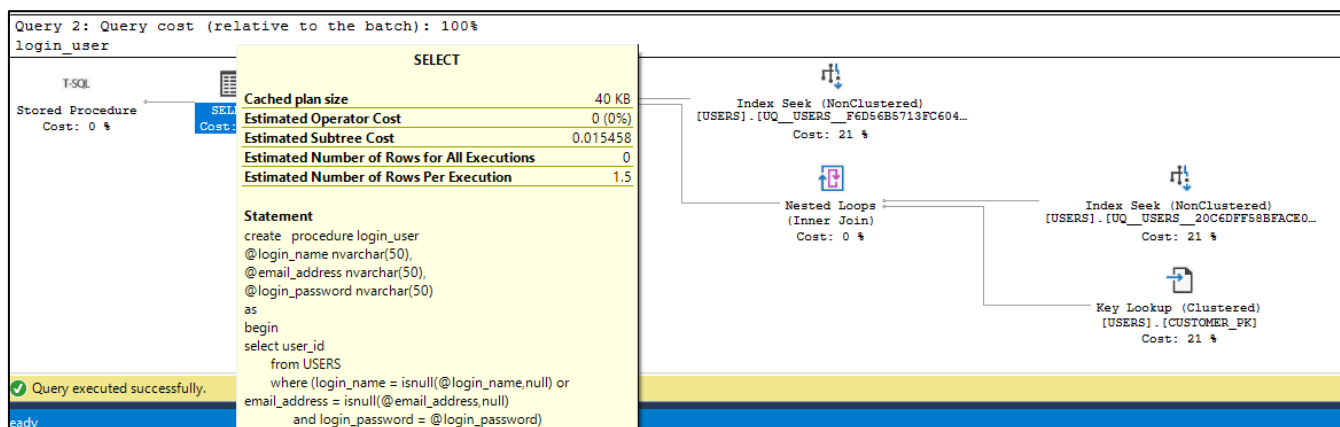 Query 2: Query cost (relative to the batch): 100%
login_user
T-SQL
Stored Procedure
Cost: 0 %
SEL
Cost:
SELECT
Cached plan size 40 KB
Estimated Operator Cost 0 (0%)
Estimated Subtree Cost 0.015458
Estimated Number of Rows for All Executions 0
Estimated Number of Rows Per Execution 1.5
Statement
create procedure login_user
@login_name nvarchar(50),
@email_address nvarchar(50),
@login_password nvarchar(50)
as
begin
select user_id
from USERS
where (login_name = isnull(@login_name,null) or
email_address = isnull(@email_address,null)
and login_password = @login_password)
Index Seek (NonClustered)
[USERS].[UQ__USERS__F6D56B5713FC604…
Cost: 21 %
Nested Loops
(Inner Join)
Cost: 0 %
Index Seek (NonClustered)
[USERS].[UQ__USERS__20C6DFF58BFACE0…
Cost: 21 %
Key Lookup (Clustered)
[USERS].[CUSTOMER_PK]
Cost: 21 %
Query executed successfully.
eady